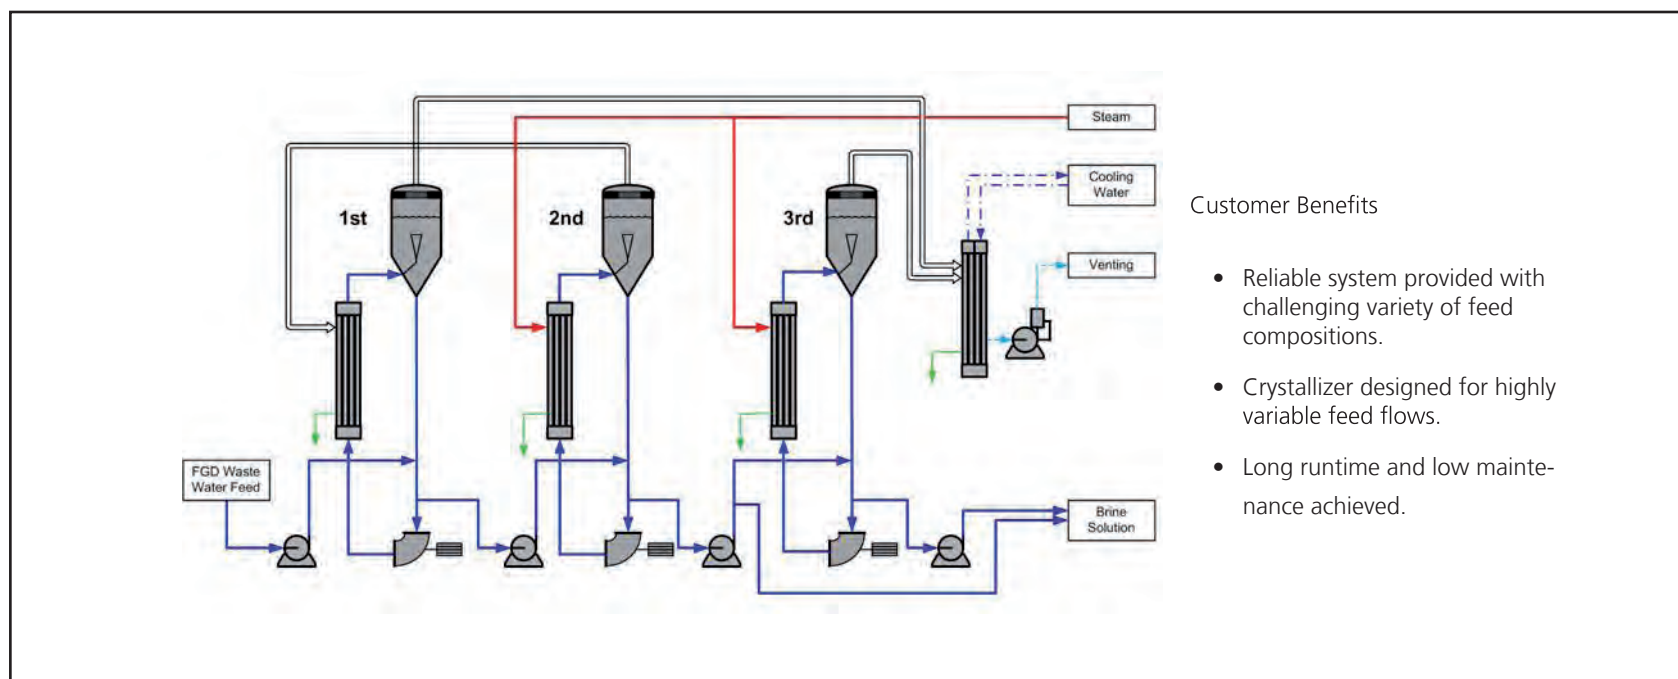 Steam
Cooling
Water
1st
2nd
3rd
Venting
FGD Waste
Water Feed
Brine
Solution
Customer Benefits
• Reliable system provided with
challenging variety of feed
compositions.
• Crystallizer designed for highly
variable feed flows.
• Long runtime and low mainte-
nance achieved.